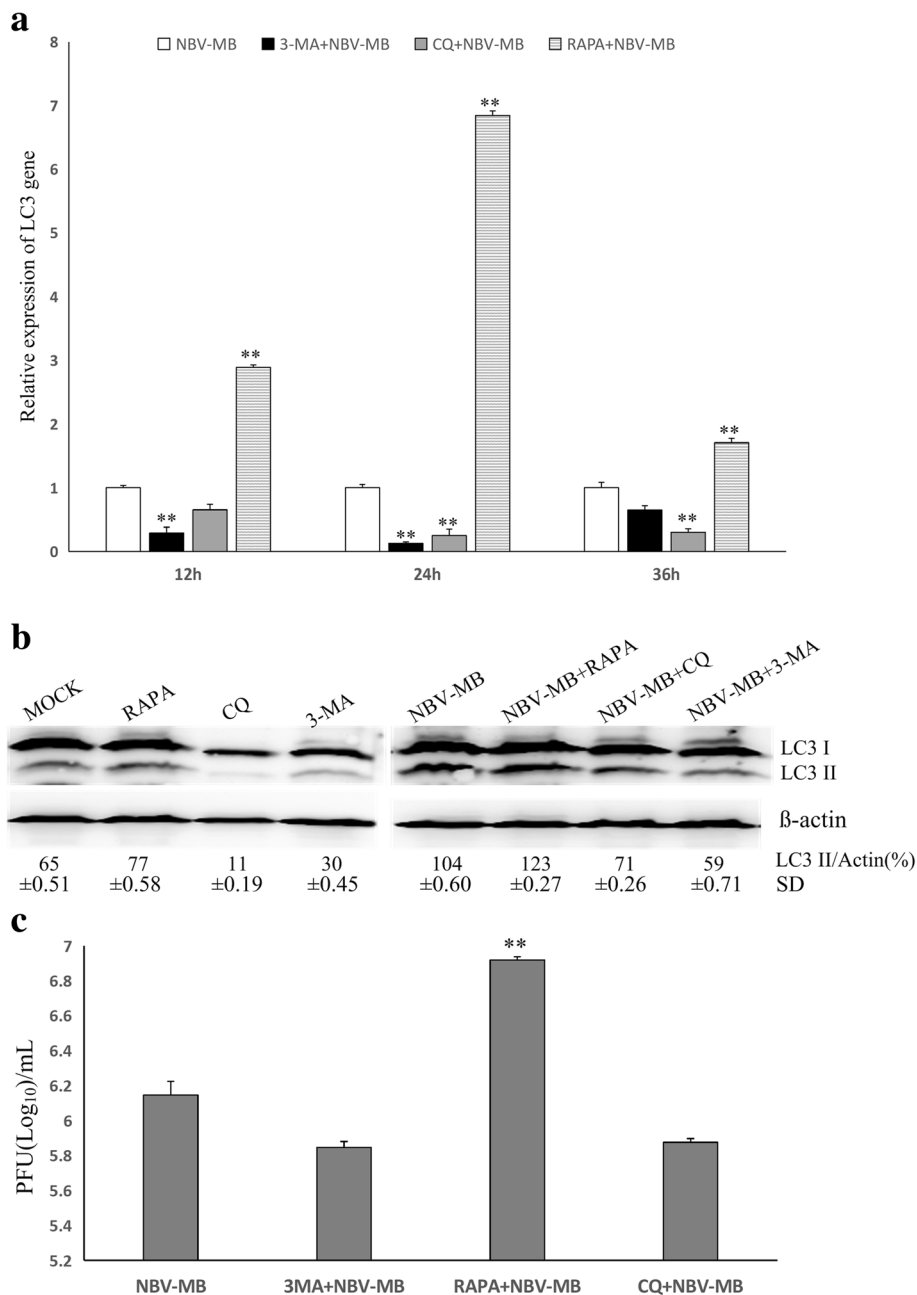 a
NBV-MB 3-MA+NBV-MB CQ+NBV-MB RAPA+NBV-MB
Relative expression of LC3 gene
8
7
6
5
4
3
2
1
0
**
**
**
**
**
**
**
12h 24h 36h
b
MOCK RAPA CQ 3-MA NBV-MB NBV-MB+RAPA NBV-MB+CQ NBV-MB+3-MA
LC3 I
LC3 II
ß-actin
65 77 11 30 104 123 71 59 LC3 II/Actin(%)
±0.51 ±0.58 ±0.19 ±0.45 ±0.60 ±0.27 ±0.26 ±0.71 SD
c
PFU(Log₁₀)/mL
7
6.8
6.6
6.4
6.2
6
5.8
5.6
5.4
5.2
**
NBV-MB 3MA+NBV-MB RAPA+NBV-MB CQ+NBV-MB